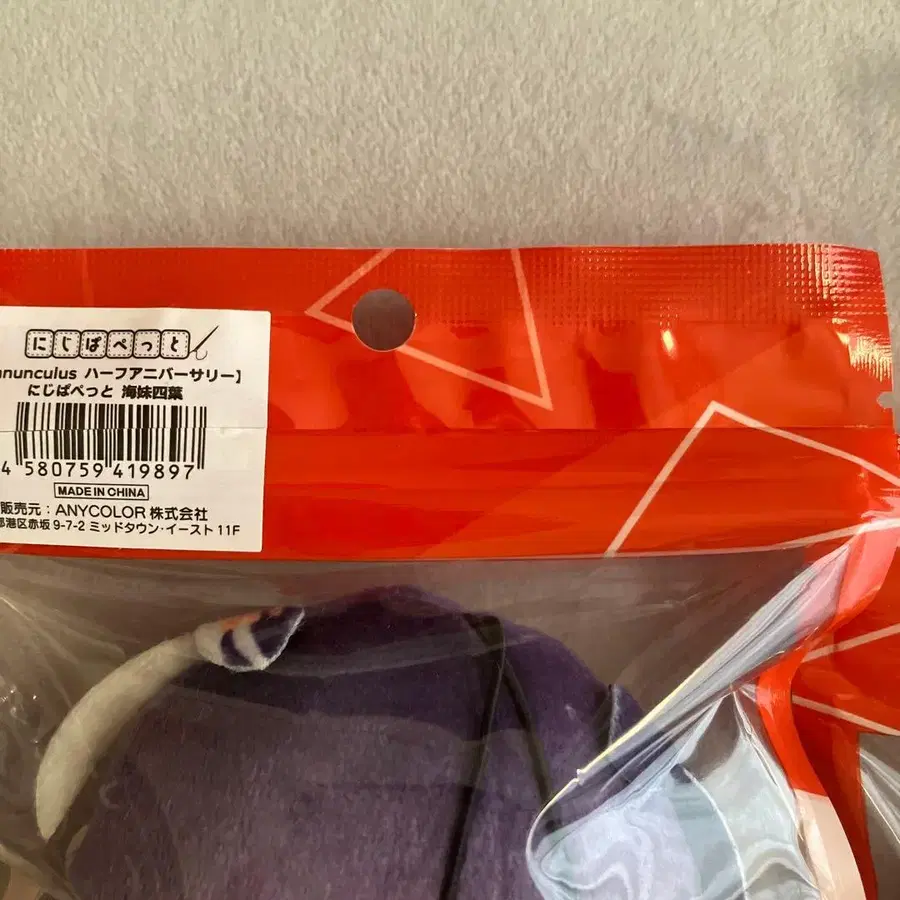 にじぱぺっと
anunculus ハーフアニバーサリー】
にじぱぺっと 海妹四葉
4 580759 419897
MADE IN CHINA
販売元：ANYCOLOR 株式会社
都港区赤坂 9-7-2 ミッドタウン・イースト 11F